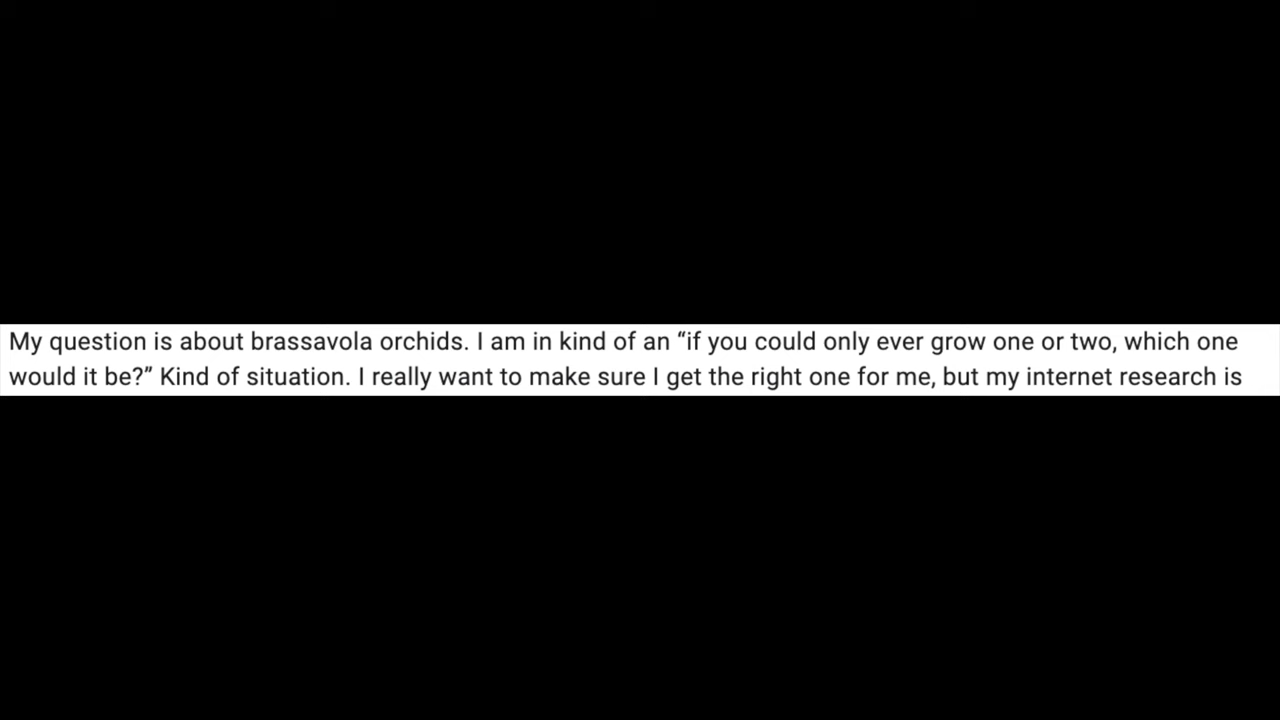 My question is about brassavola orchids. I am in kind of an “if you could only ever grow one or two, which one
would it be?” Kind of situation. I really want to make sure I get the right one for me, but my internet research is